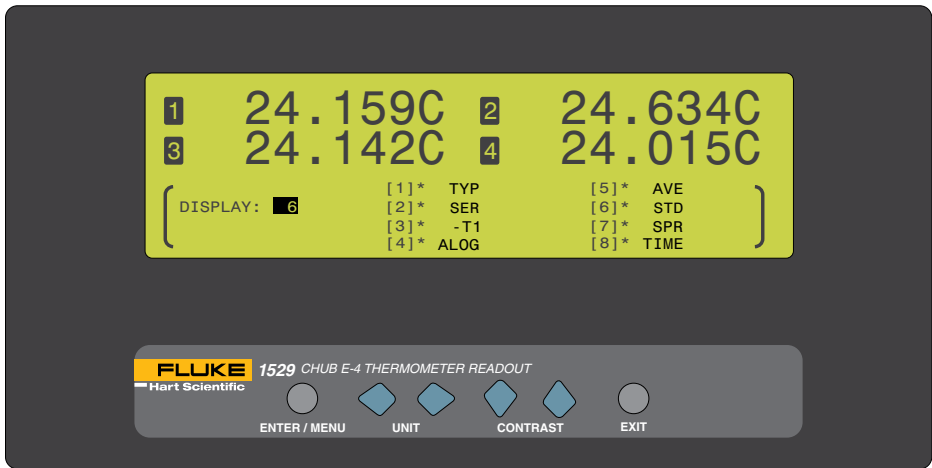 1 24.159C 2 24.634C
3 24.142C 4 24.015C
DISPLAY: 6
[1]* TYP
[2]* SER
[3]* -T1
[4]* ALOG
[5]* AVE
[6]* STD
[7]* SPR
[8]* TIME
FLUKE
Hart Scientific
1529 CHUB E-4 THERMOMETER READOUT
ENTER / MENU UNIT CONTRAST EXIT